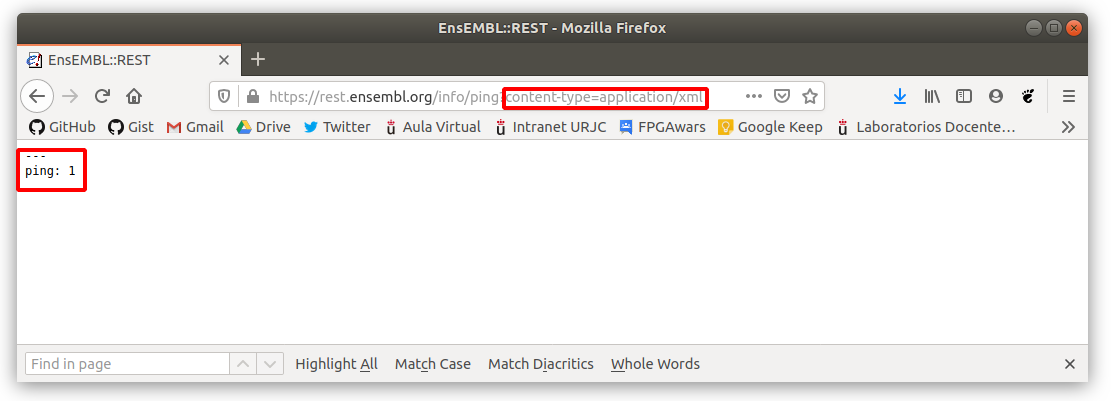 EnsEMBL::REST - Mozilla Firefox
EnsEMBL::REST
https://rest.ensembl.org/info/ping?content-type=application/xml
GitHub Gist Gmail Drive Twitter Aula Virtual Intranet URJC FPGAwars Google Keep Laboratorios Docente…
---
ping: 1
Find in page Highlight All Match Case Match Diacritics Whole Words